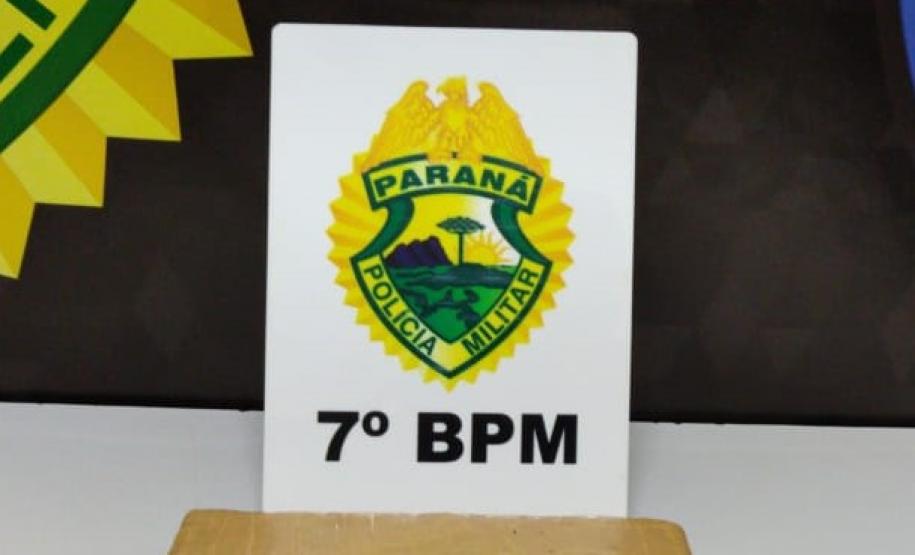 PARANÁ
POLÍCIA MILITAR
7º BPM